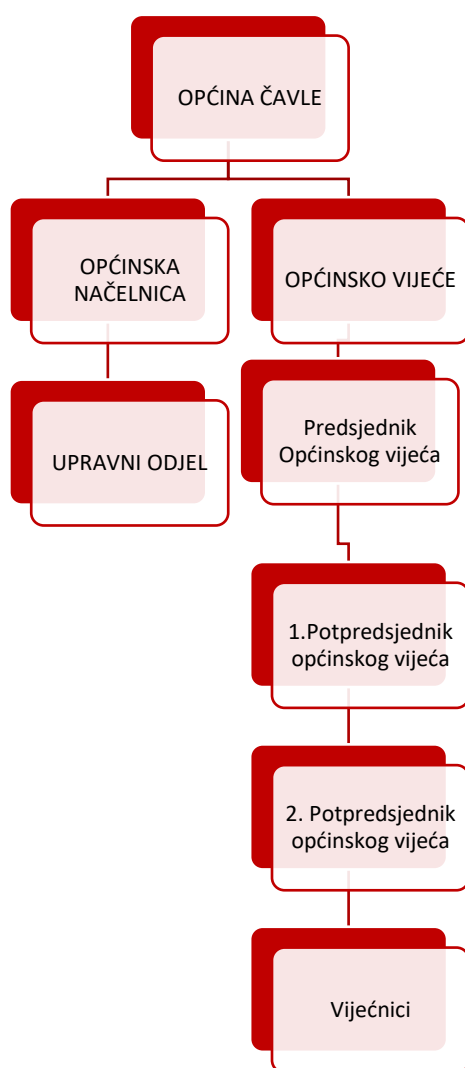 OPĆINA ČAVLE
OPĆINSKA
NAČELNICA
OPĆINSKO VIJEĆE
UPRAVNI ODJEL
Predsjednik
Općinskog vijeća
1.Potpredsjednik
općinskog vijeća
2. Potpredsjednik
općinskog vijeća
Vijećnici